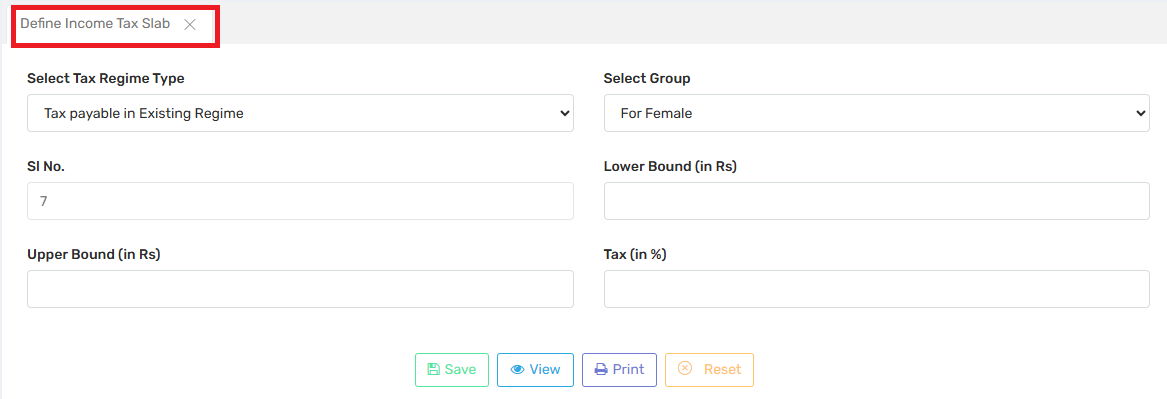 Define Income Tax Slab
Select Tax Regime Type
Select Group
Tax payable in Existing Regime
For Female
Sl No.
Lower Bound (in Rs)
7
Upper Bound (in Rs)
Tax (in %)
Save
View
Print
Reset